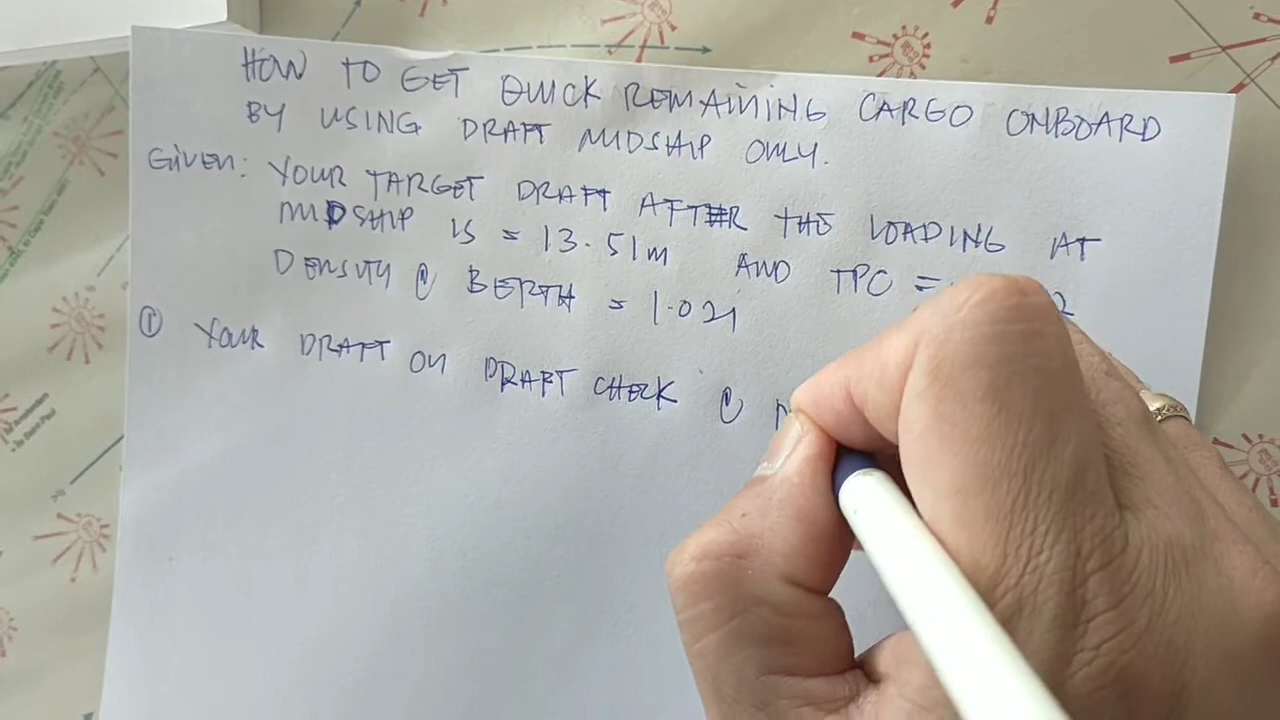 HOW TO GET QUICK REMAINING CARGO ONBOARD
BY USING DRAFT MIDSHIP ONLY.
GIVEN: YOUR TARGET DRAFT AFTER THE LOADING AT
MIDSHIP IS = 13.51m AND TPC = 2
DENSITY @ BERTH = 1.021
① YOUR DRAFT ON DRAFT CHECK @